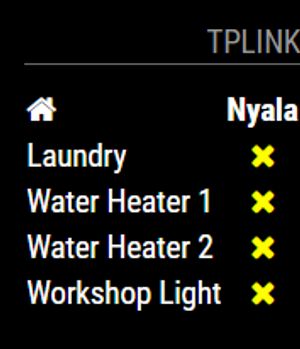 TPLINK
Nyala
Laundry
Water Heater 1
Water Heater 2
Workshop Light